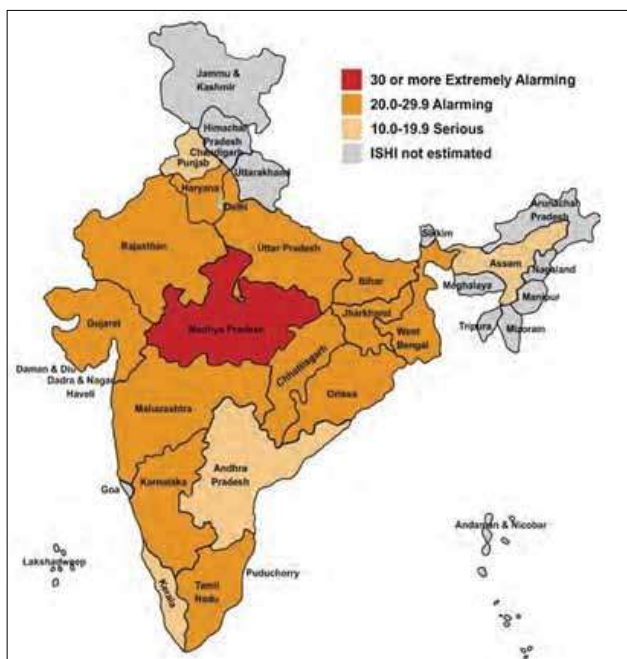 Jammu &
Kashmir
30 or more Extremely Alarming
20.0-29.9 Alarming
10.0-19.9 Serious
ISHI not estimated
Himachal
Pradesh
Chandigarh
Punjab
Uttarakhand
Haryana
Delhi
Rajasthan
Uttar Pradesh
Sikkim
Arunachal
Pradesh
Assam
Nagaland
Meghalaya
Manipur
Tripura
Mizoram
Bihar
Jharkhand
West
Bengal
Gujarat
Madhya Pradesh
Chhattisgarh
Orissa
Daman & Diu
Dadra & Nagar
Haveli
Maharashtra
Andhra
Pradesh
Karnataka
Goa
Andaman & Nicobar
Lakshadweep
Puducherry
Kerala
Tamil
Nadu